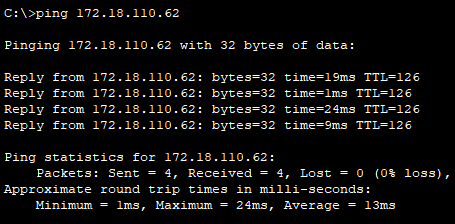 C:\>ping 172.18.110.62
Pinging 172.18.110.62 with 32 bytes of data:
Reply from 172.18.110.62: bytes=32 time=19ms TTL=126
Reply from 172.18.110.62: bytes=32 time=1ms TTL=126
Reply from 172.18.110.62: bytes=32 time=24ms TTL=126
Reply from 172.18.110.62: bytes=32 time=9ms TTL=126
Ping statistics for 172.18.110.62:
Packets: Sent = 4, Received = 4, Lost = 0 (0% loss),
Approximate round trip times in milli-seconds:
Minimum = 1ms, Maximum = 24ms, Average = 13ms